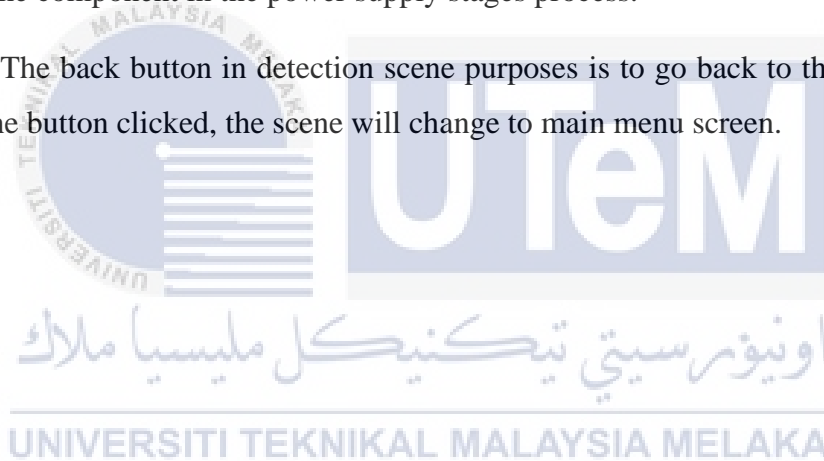 component in the power supply stages process.
The back button in detection scene purposes is to go back to th
e button clicked, the scene will change to main menu screen.
UNIVERSITI TEKNIKAL MALAYSIA
UTeM
اونيۏرسيتي تيكنيكل مليسيا ملاك
UNIVERSITI TEKNIKAL MALAYSIA MELAKA